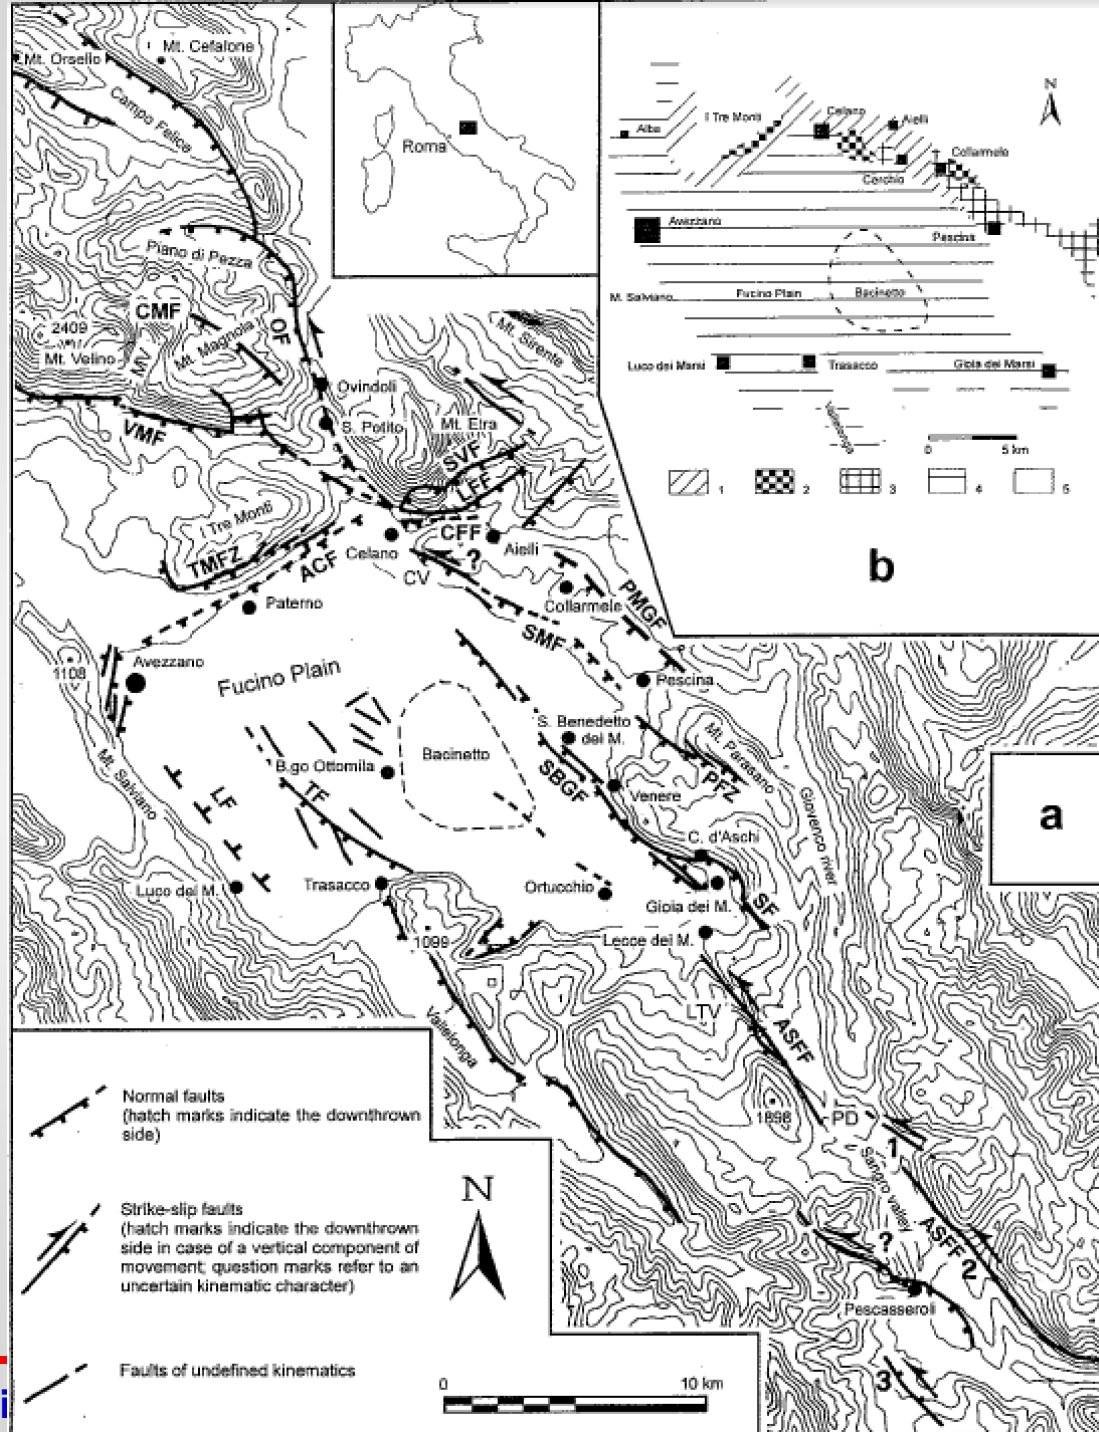 Mt. Orsello
Mt. Cefalone
Campo Felice
Piano di Pezza
CMF
2409
Mt. Velino
MV
Mt. Magnola
OF
VMF
Ovindoli
S. Potito
Mt. Etra
Mt. Sirente
SVF
LFF
I Tre Monti
TMFZ
ACF
Celano
CFF
?
Aielli
CV
Collarmele
PMGF
SMF
Paterno
Avezzano
1108
Fucino Plain
Pescina
Mt. Salviano
S. Benedetto
dei M.
Mt. Parasano
PFZ
Bacinetto
B.go Ottomila
SBGF
Venere
TF
LF
Giovenco river
C. d'Aschi
Luco dei M.
Trasacco
Ortucchio
Gioia dei M.
SF
1099
Lecce dei M.
LTV
ASFF
Vallelonga
1898
PD
1
Sangro valley
?
ASFF
2
Pescasseroli
3
Roma
N
Alba
I Tre Monti
Celano
Aielli
Collarmele
Cerchio
Avezzano
Pescina
M. Salviano
Fucino Plain
Bacinetto
Luco dei Marsi
Trasacco
Gioia dei Marsi
Vallelonga
0 5 km
1 2 3 4 5
b
a
Normal faults
(hatch marks indicate the downthrown
side)
Strike-slip faults
(hatch marks indicate the downthrown
side in case of a vertical component of
movement; question marks refer to an
uncertain kinematic character)
Faults of undefined kinematics
N
0 10 km
i